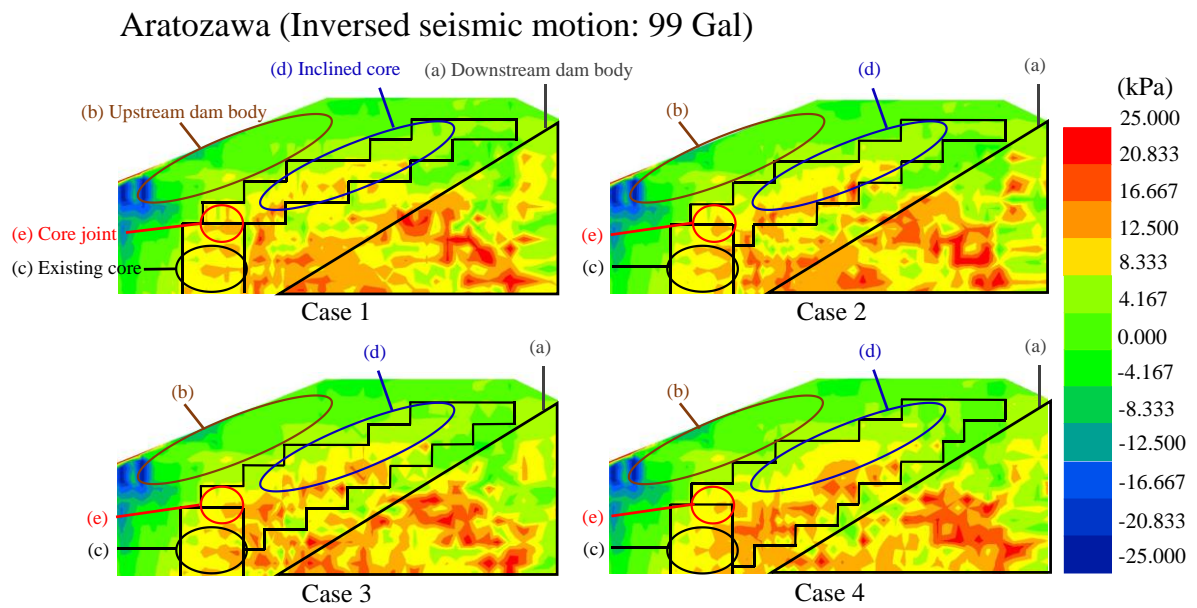 Aratozawa (Inversed seismic motion: 99 Gal)
(d) Inclined core
(a) Downstream dam body
(b) Upstream dam body
(e) Core joint
(c) Existing core
Case 1
(d)
(a)
(b)
(e)
(c)
Case 2
(a)
(d)
(b)
(e)
(c)
Case 3
(a)
(d)
(b)
(e)
(c)
Case 4
(kPa)
25.000
20.833
16.667
12.500
8.333
4.167
0.000
-4.167
-8.333
-12.500
-16.667
-20.833
-25.000